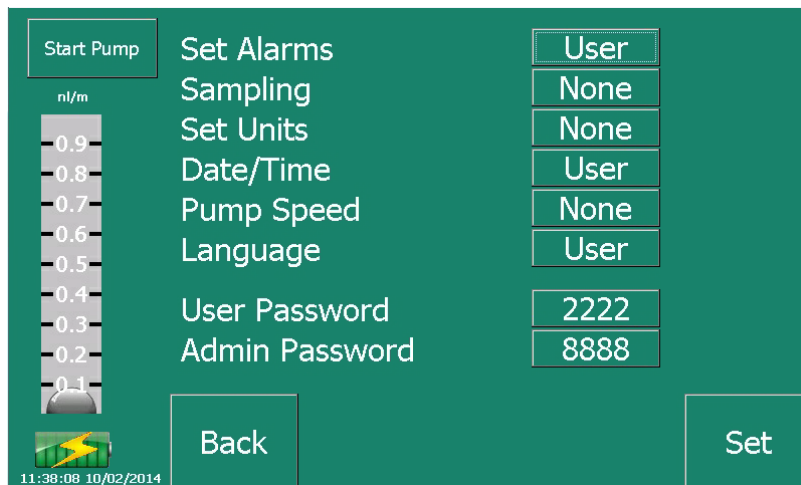 Start Pump
nl/m
0.9
0.8
0.7
0.6
0.5
0.4
0.3
0.2
0.1
11:38:08 10/02/2014
Set Alarms User
Sampling None
Set Units None
Date/Time User
Pump Speed None
Language User
User Password 2222
Admin Password 8888
Back
Set